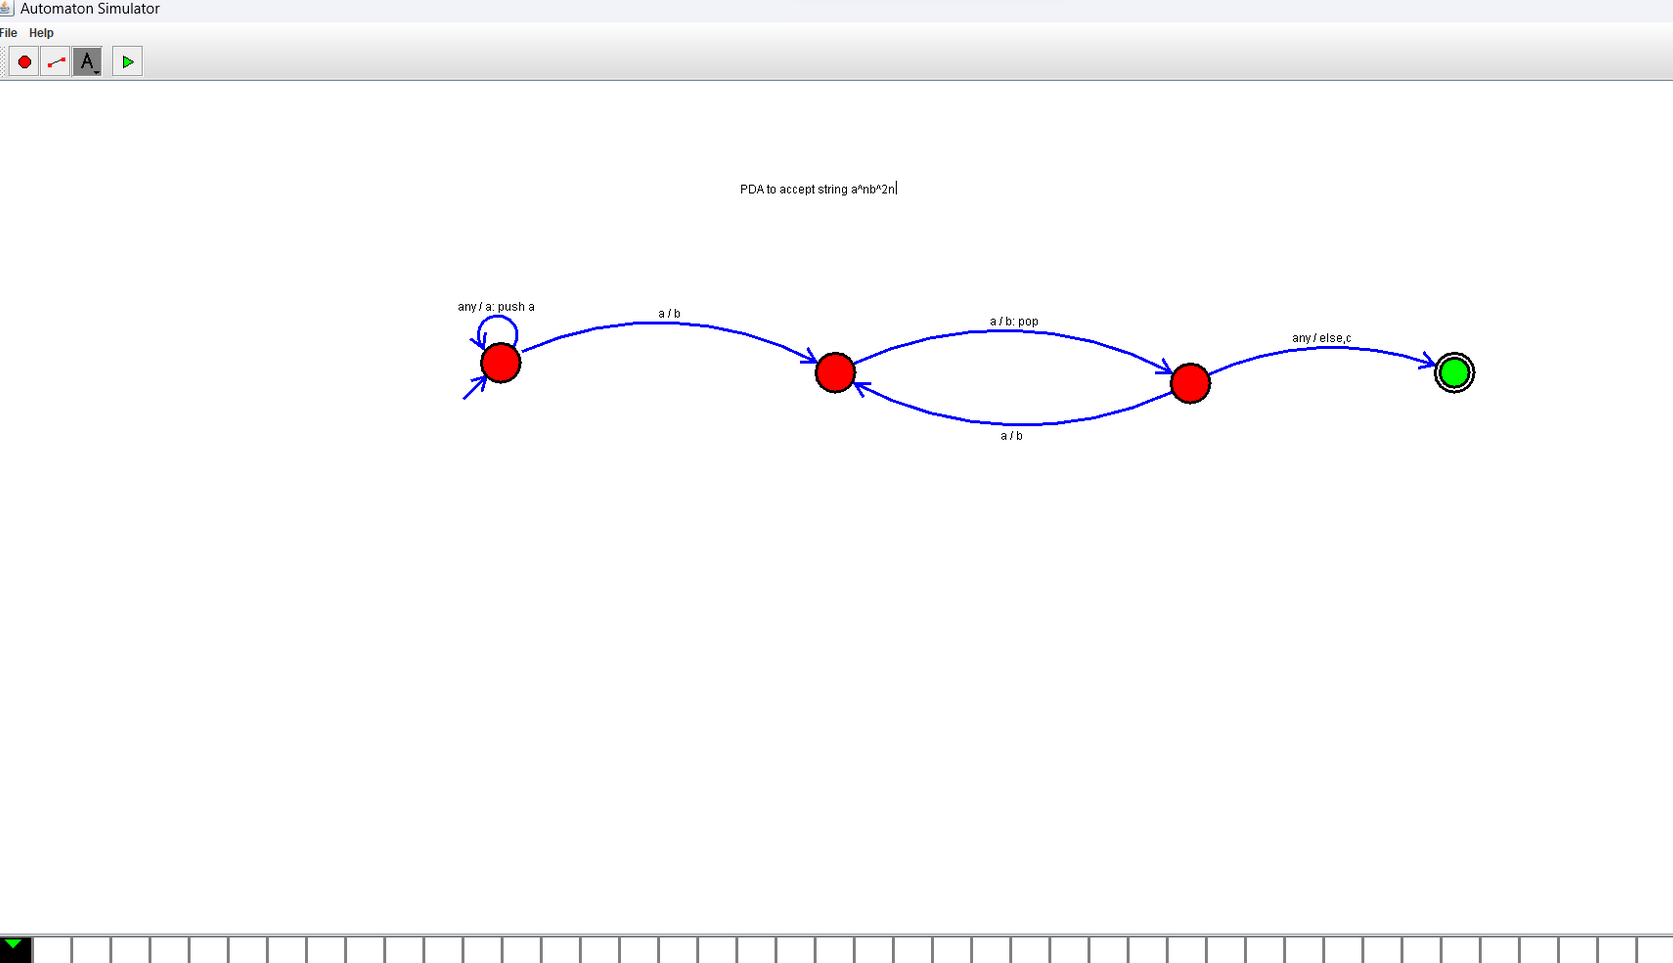 Automaton Simulator
File Help
A
PDA to accept string a^nb^2n
any / a: push a
a / b
a / b: pop
any / else,c
a / b